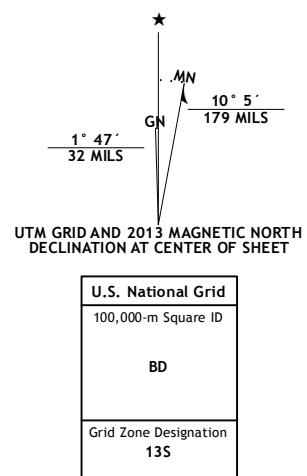 ★
MN
GN
10° 5´
179 MILS
1° 47´
32 MILS
UTM GRID AND 2013 MAGNETIC NORTH
DECLINATION AT CENTER OF SHEET
U.S. National Grid
100,000-m Square ID
BD
Grid Zone Designation
13S